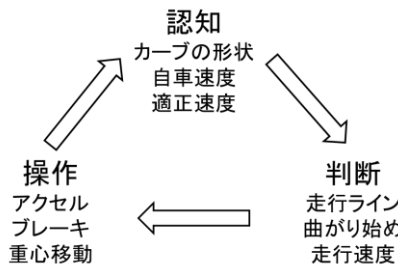 認知
カーブの形状
自車速度
適正速度
操作
アクセル
ブレーキ
重心移動
判断
走行ライン
曲がり始め
走行速度